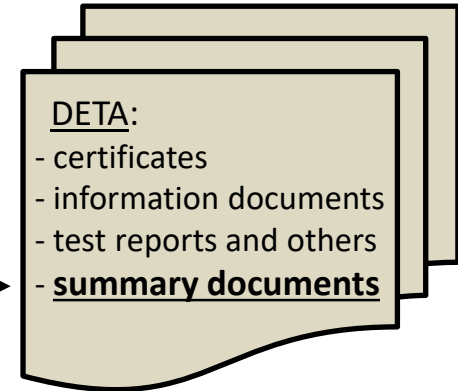 DETA:
- certificates
- information documents
- test reports and others
- summary documents